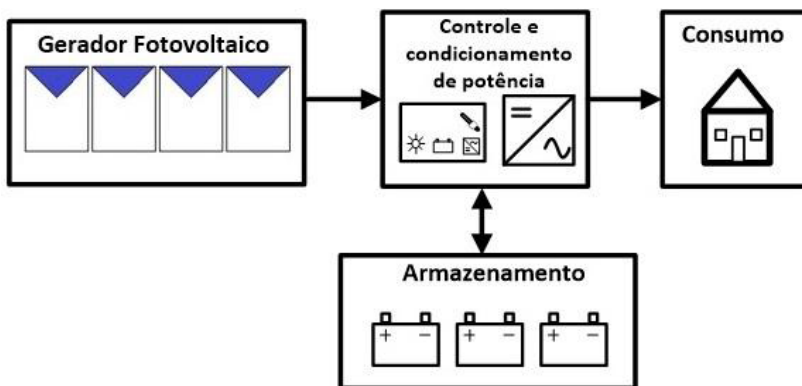 Gerador Fotovoltaico
Controle e
condicionamento
de potência
Consumo
Armazenamento
+ − + − + −